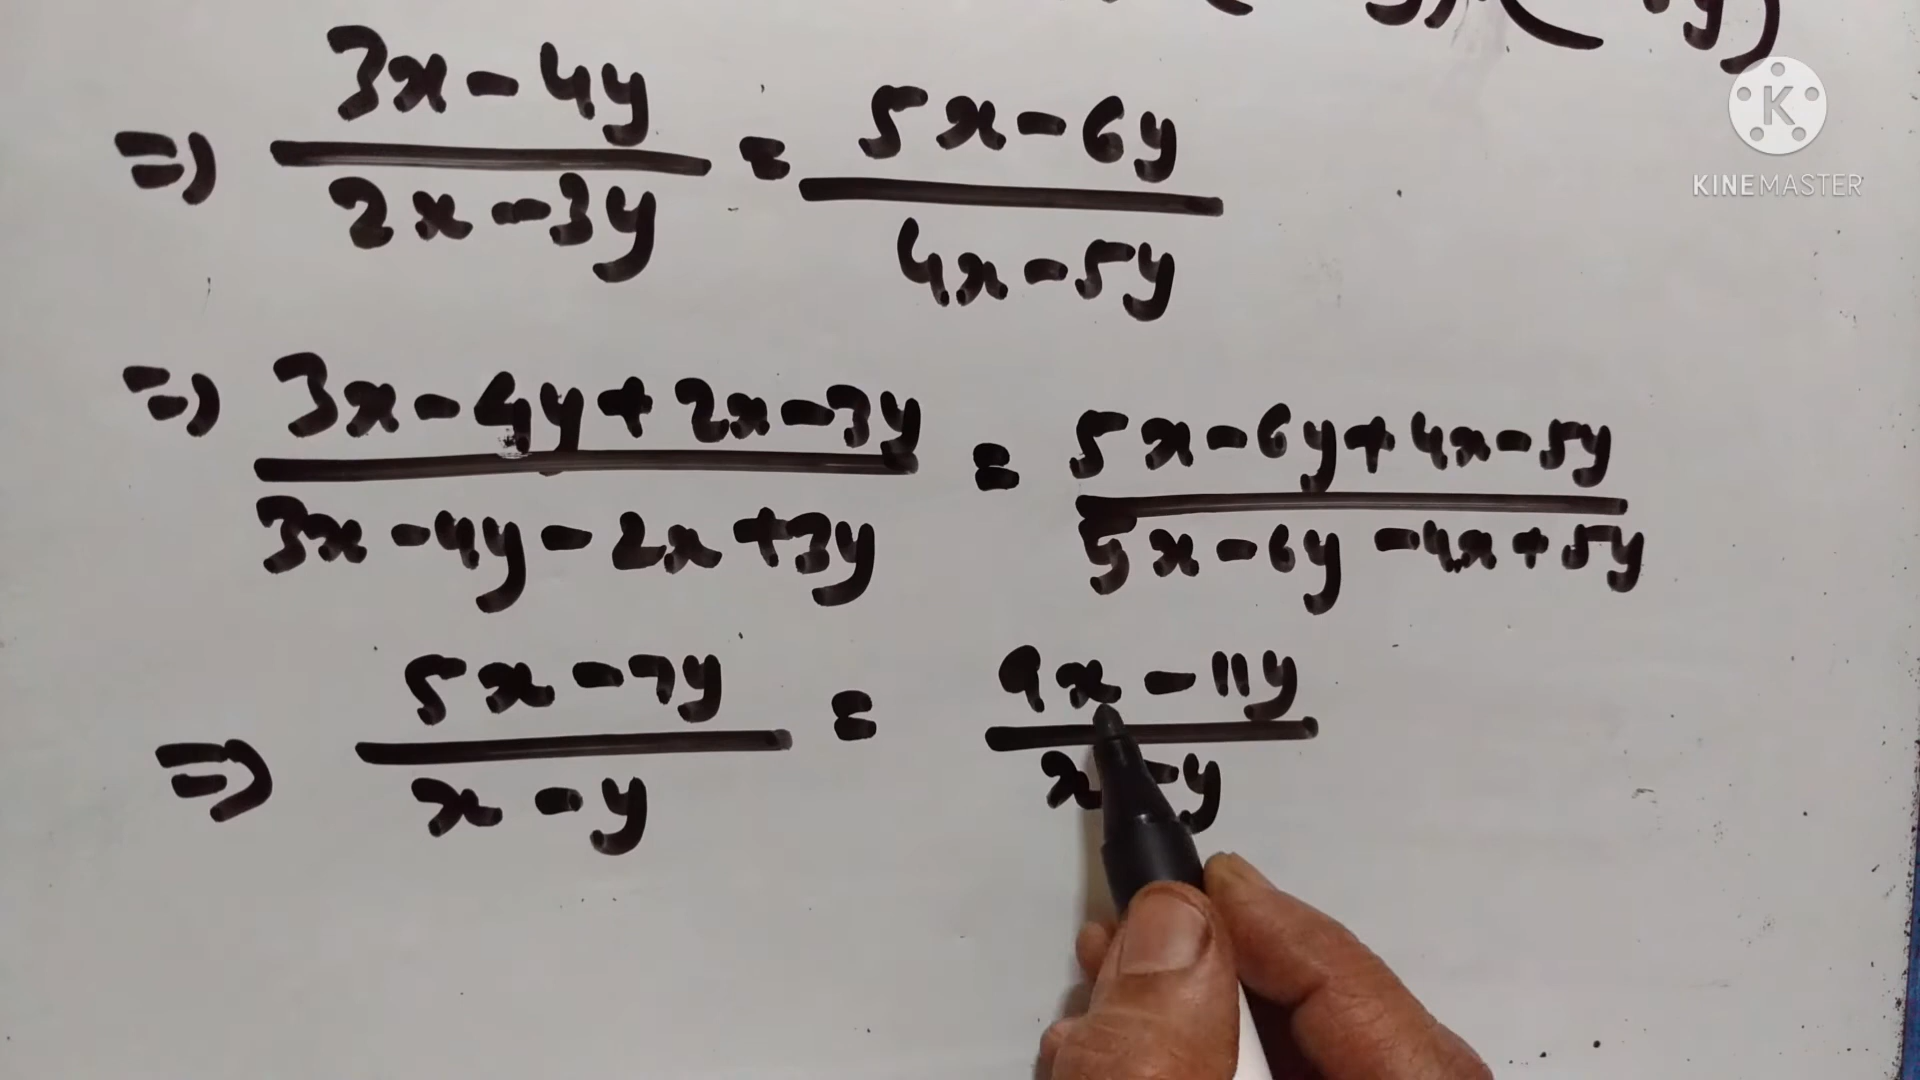 ⇒ (3x-4y)/(2x-3y) = (5x-6y)/(4x-5y)
K
KINEMASTER
⇒ (3x-4y+2x-3y)/(3x-4y-2x+3y) = (5x-6y+4x-5y)/(5x-6y-4x+5y)
⇒ (5x-7y)/(x-y) = (9x-11y)/(x-y)